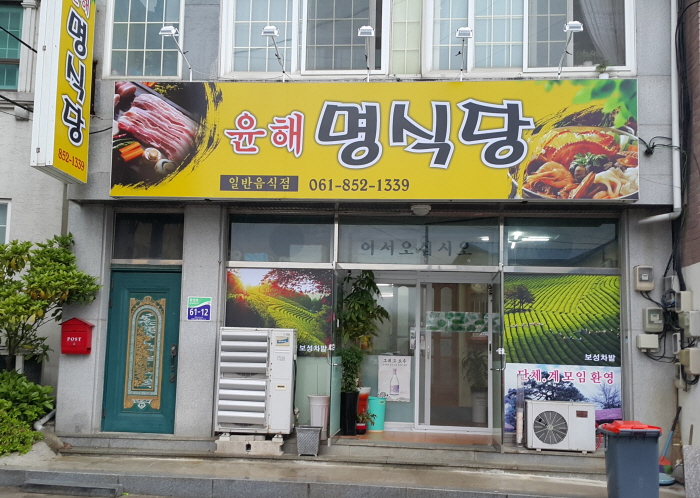 윤해 명식당
852-1339
윤해 명식당
일반음식점 061-852-1339
어서오십시오
61-12
POST
보성차밭
보성차밭
단체, 계모임 환영